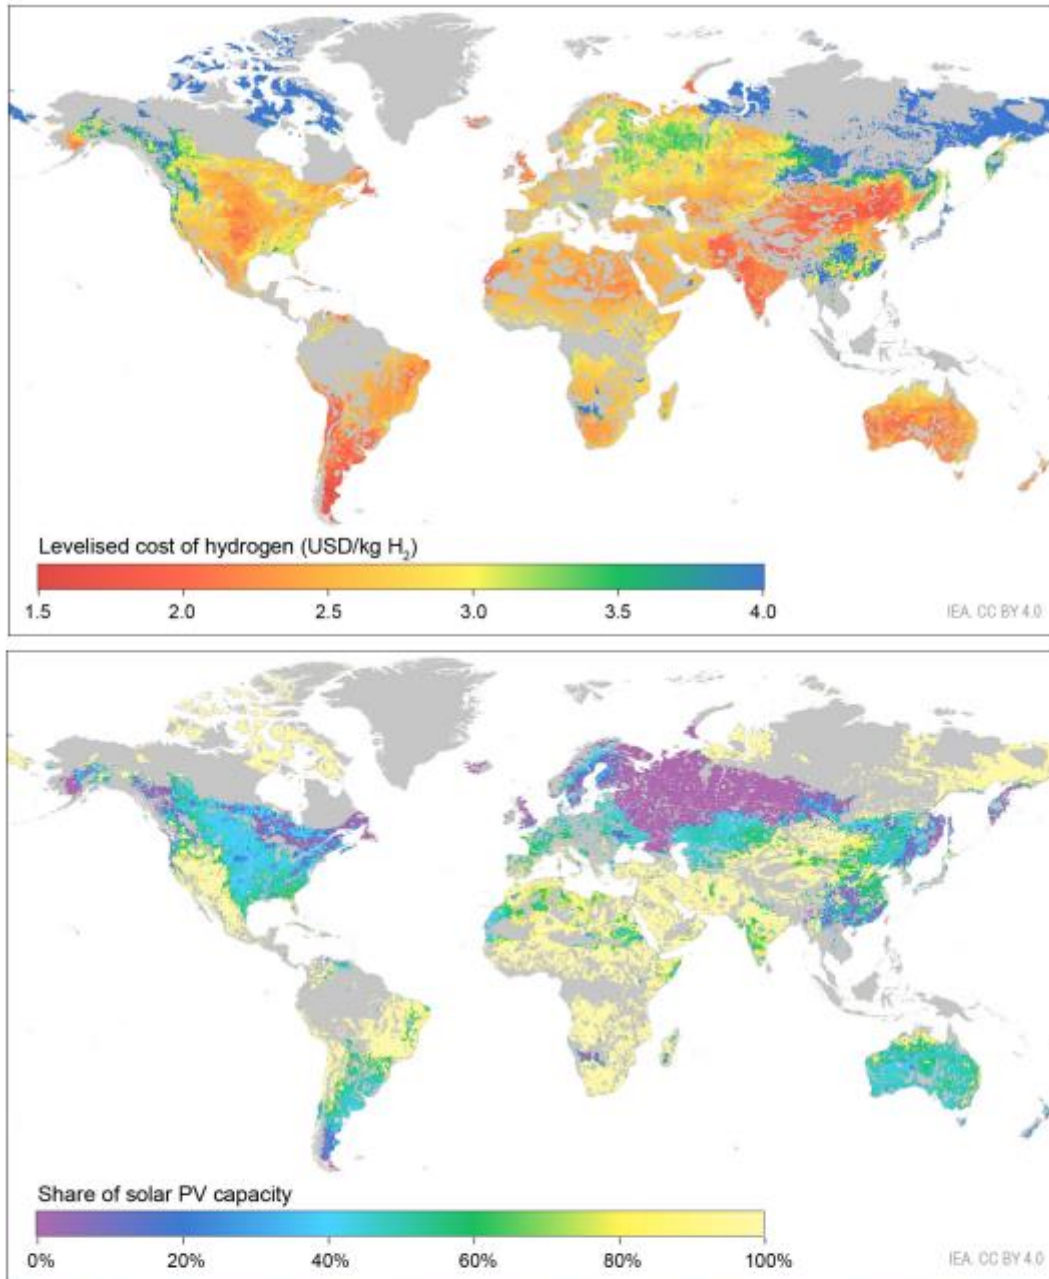 Levelised cost of hydrogen (USD/kg H₂)
1.5 2.0 2.5 3.0 3.5 4.0
IEA. CC BY 4.0
Share of solar PV capacity
0% 20% 40% 60% 80% 100%
IEA. CC BY 4.0